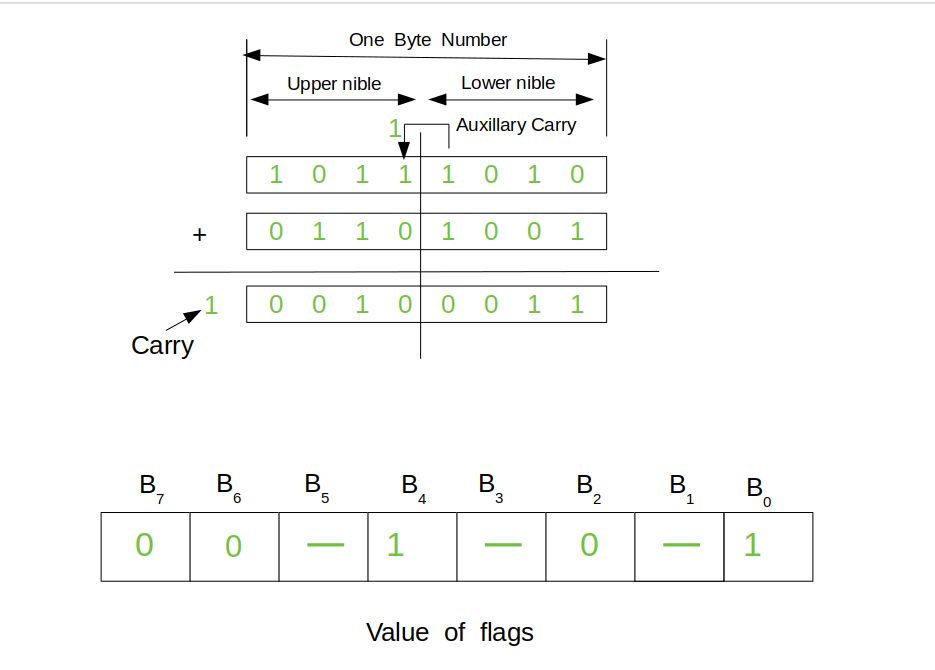 One Byte Number
Upper nible Lower nible
1 Auxillary Carry
1 0 1 1 1 0 1 0
+ 0 1 1 0 1 0 0 1
1 0 0 1 0 0 0 1 1
Carry
B7 B6 B5 B4 B3 B2 B1 B0
0 0 — 1 — 0 — 1
Value of flags